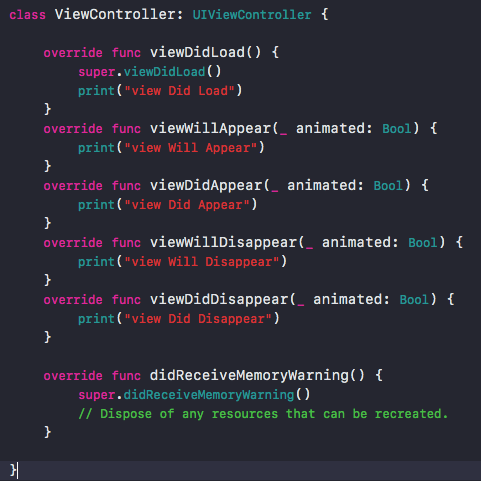 class ViewController: UIViewController {
override func viewDidLoad() {
super.viewDidLoad()
print("view Did Load")
}
override func viewWillAppear(_ animated: Bool) {
print("view Will Appear")
}
override func viewDidAppear(_ animated: Bool) {
print("view Did Appear")
}
override func viewWillDisappear(_ animated: Bool) {
print("view Will Disappear")
}
override func viewDidDisappear(_ animated: Bool) {
print("view Did Disappear")
}
override func didReceiveMemoryWarning() {
super.didReceiveMemoryWarning()
// Dispose of any resources that can be recreated.
}
}